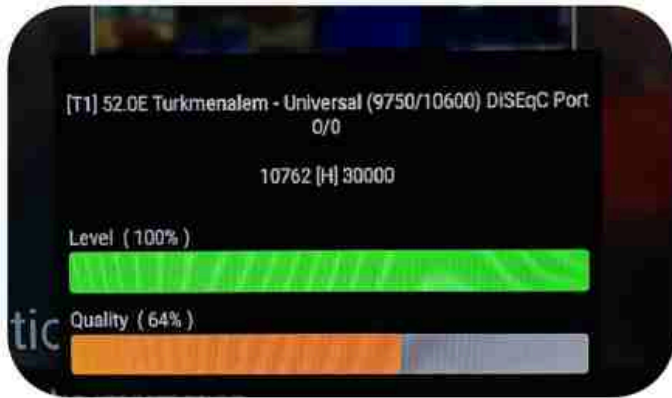 [T1] 52.0E Turkmenalem - Universal (9750/10600) DiSEqC Port
0/0
10762 [H] 30000
Level ( 100% )
Quality ( 64% )
tic